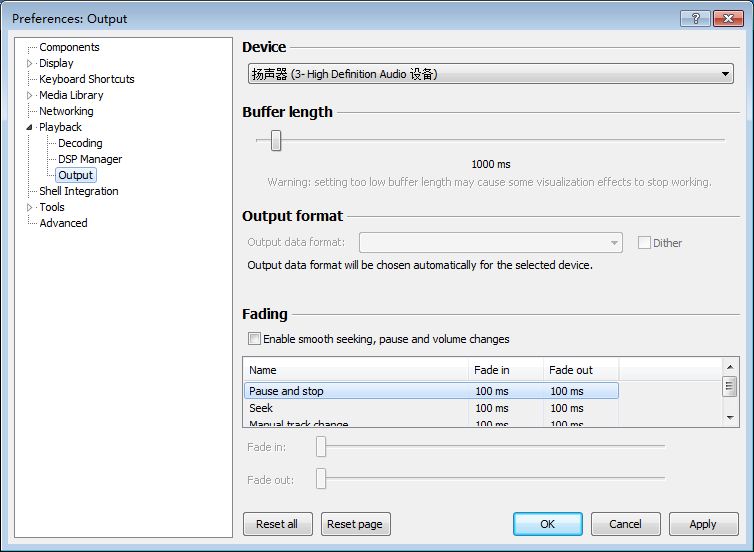 Preferences: Output
Components
Display
Keyboard Shortcuts
Media Library
Networking
Playback
Decoding
DSP Manager
Output
Shell Integration
Tools
Advanced
Device
扬声器 (3- High Definition Audio 设备)
Buffer length
1000 ms
Warning: setting too low buffer length may cause some visualization effects to stop working.
Output format
Output data format:
Dither
Output data format will be chosen automatically for the selected device.
Fading
Enable smooth seeking, pause and volume changes
Name Fade in Fade out
Pause and stop 100 ms 100 ms
Seek 100 ms 100 ms
Manual track change 100 ms 100 ms
Fade in:
Fade out:
Reset all Reset page OK Cancel Apply